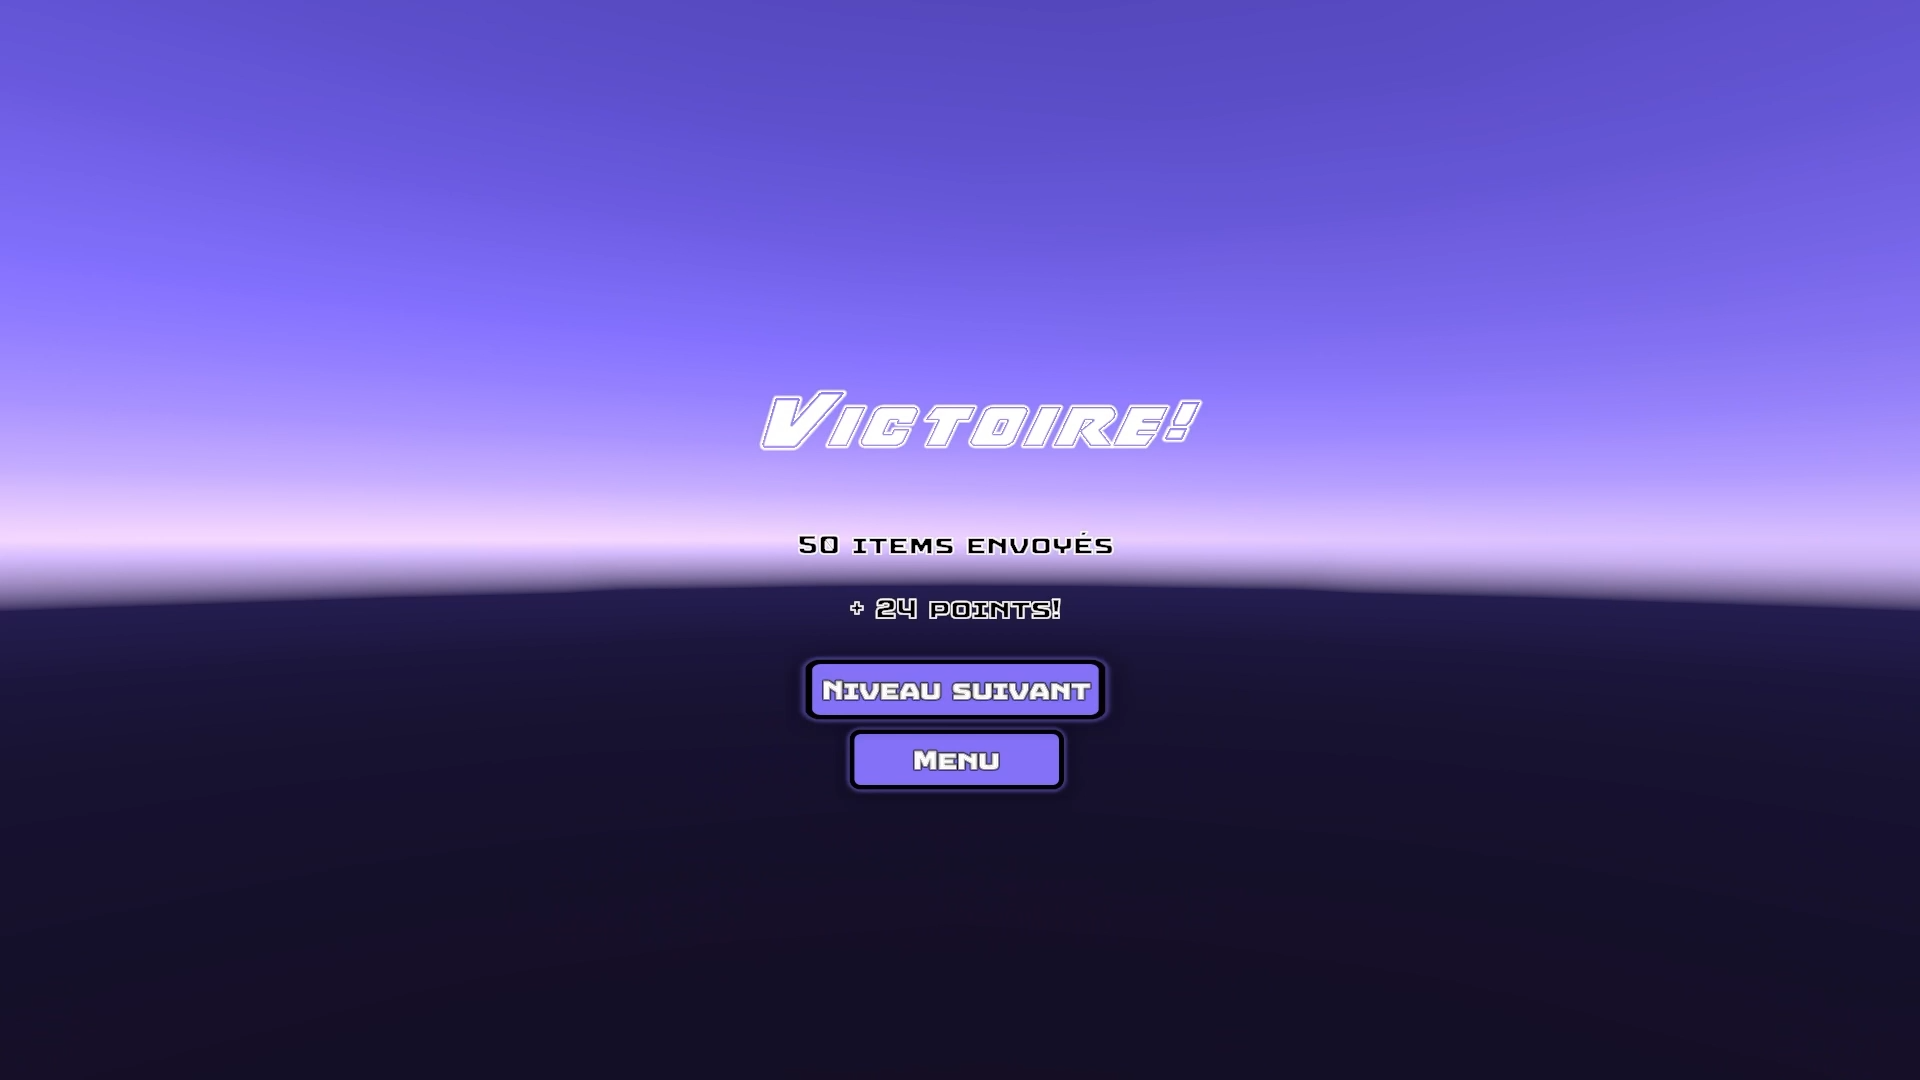 Victoire!
50 items envoyés
+ 24 points!
Niveau suivant
Menu